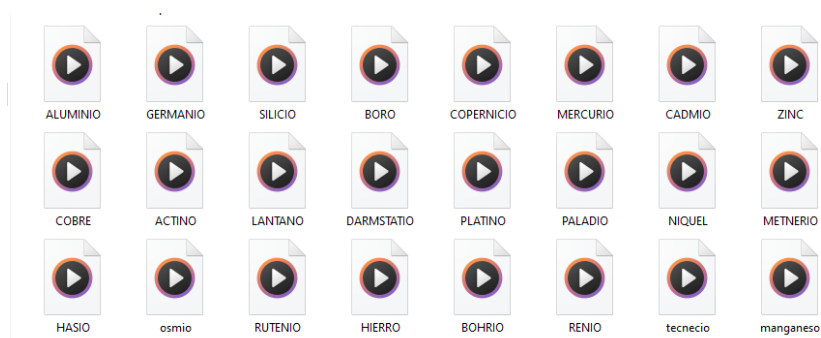 ALUMINIO GERMANIO SILICIO BORO COPERNICIO MERCURIO CADMIO ZINC
COBRE ACTINO LANTANO DARMSTATIO PLATINO PALADIO NIQUEL METNERIO
HASIO osmio RUTENIO HIERRO BOHRIO RENIO tecnecio manganeso